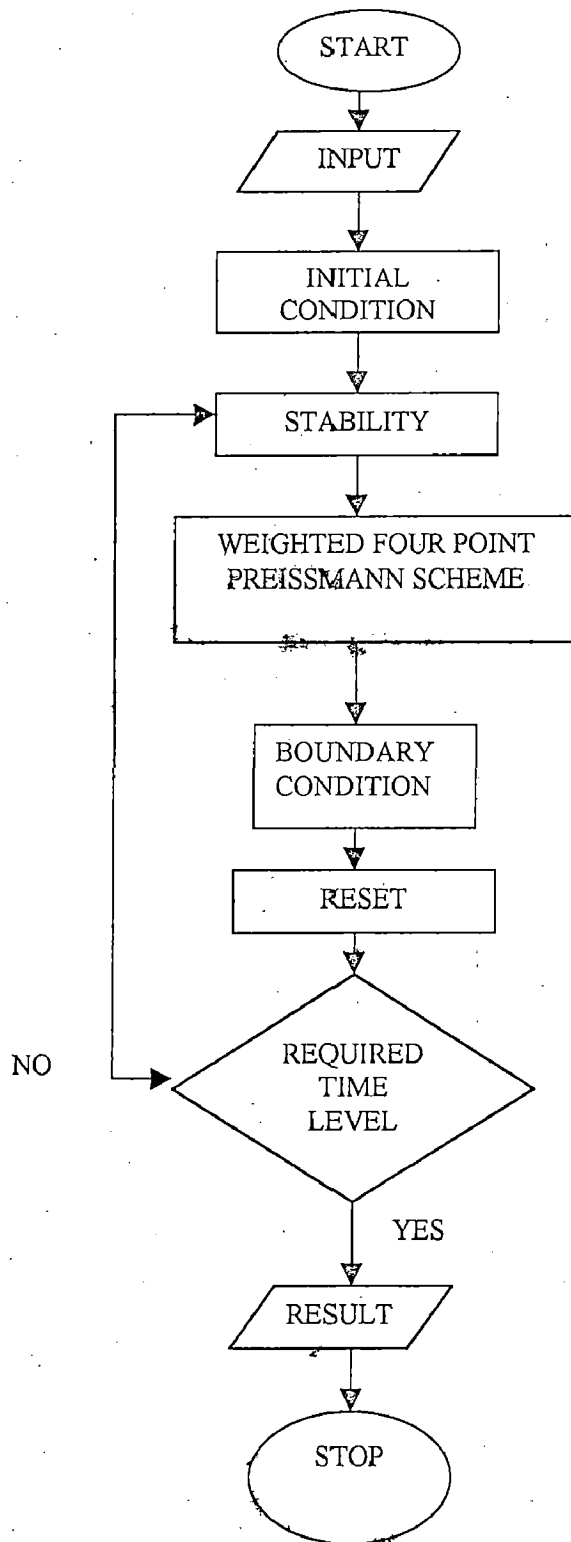 START
INPUT
INITIAL
CONDITION
STABILITY
WEIGHTED FOUR POINT
PREISSMANN SCHEME
BOUNDARY
CONDITION
RESET
REQUIRED
TIME
LEVEL
NO
YES
RESULT
STOP